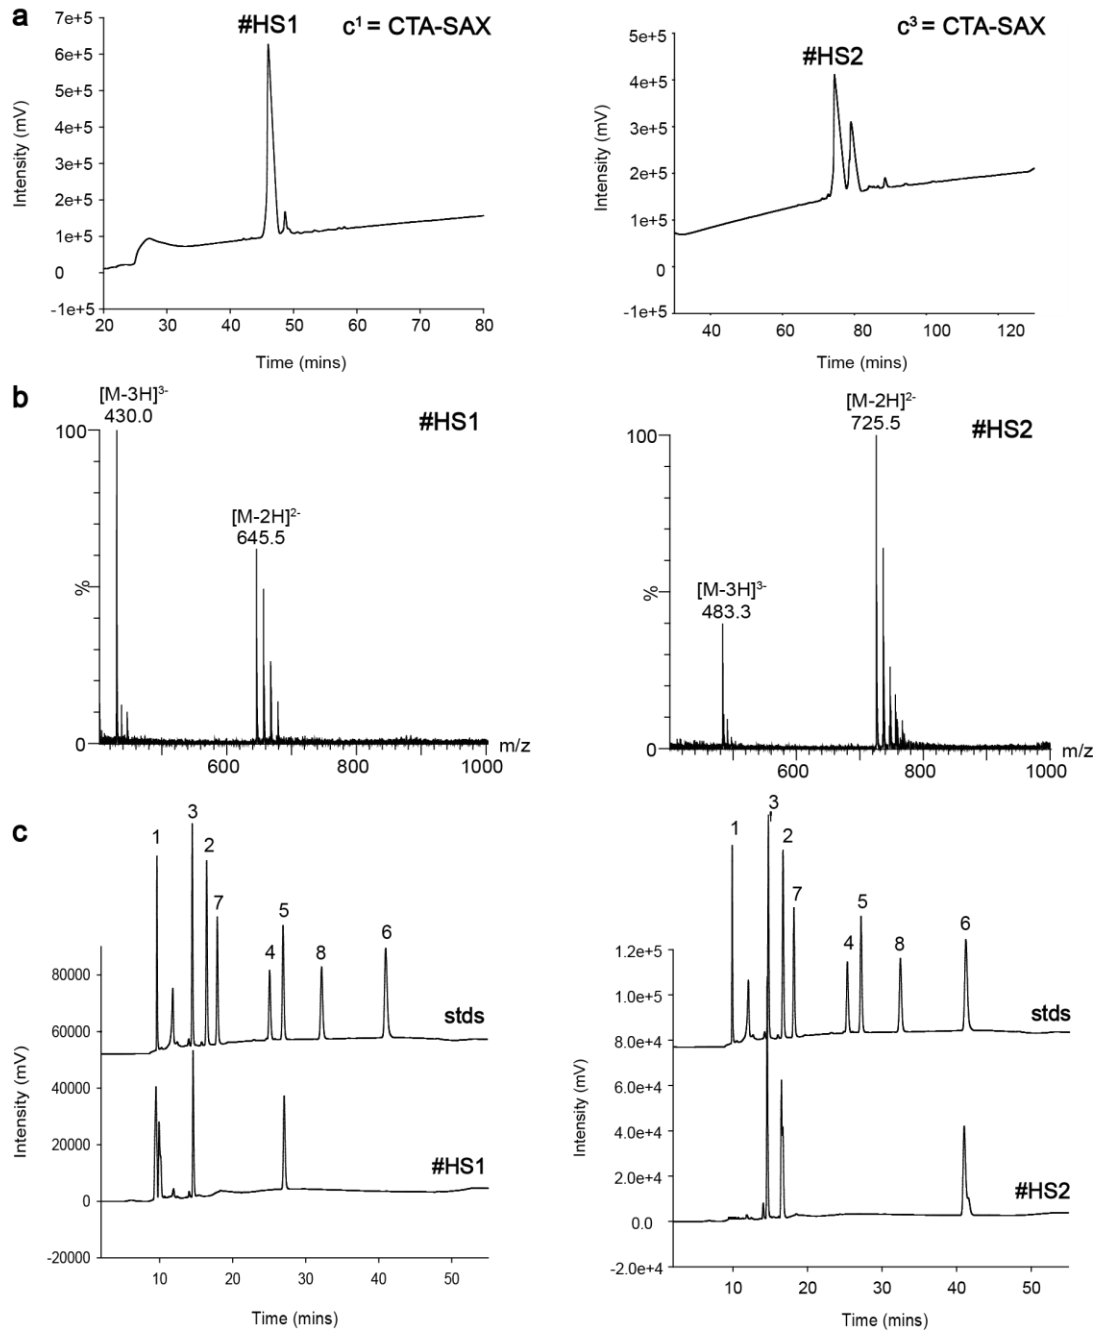 a
#HS1
c¹ = CTA-SAX
7e+5
6e+5
5e+5
4e+5
3e+5
2e+5
1e+5
0
-1e+5
Intensity (mV)
20 30 40 50 60 70 80
Time (mins)
#HS2
c³ = CTA-SAX
5e+5
4e+5
3e+5
2e+5
1e+5
0
-1e+5
Intensity (mV)
40 60 80 100 120
Time (mins)
b
[M-3H]³⁻
430.0
#HS1
100
[M-2H]²⁻
645.5
%
0
600 800 1000
m/z
[M-2H]²⁻
725.5
#HS2
100
[M-3H]³⁻
483.3
%
0
600 800 1000
m/z
c
1 3 2 7 4 5 8 6
80000
stds
60000
40000
20000
#HS1
0
-20000
Intensity (mV)
10 20 30 40 50
Time (mins)
1 3 2 7 4 5 8 6
1.2e+5
1.0e+5
stds
8.0e+4
6.0e+4
4.0e+4
2.0e+4
#HS2
0.0
-2.0e+4
Intensity (mV)
10 20 30 40 50
Time (mins)